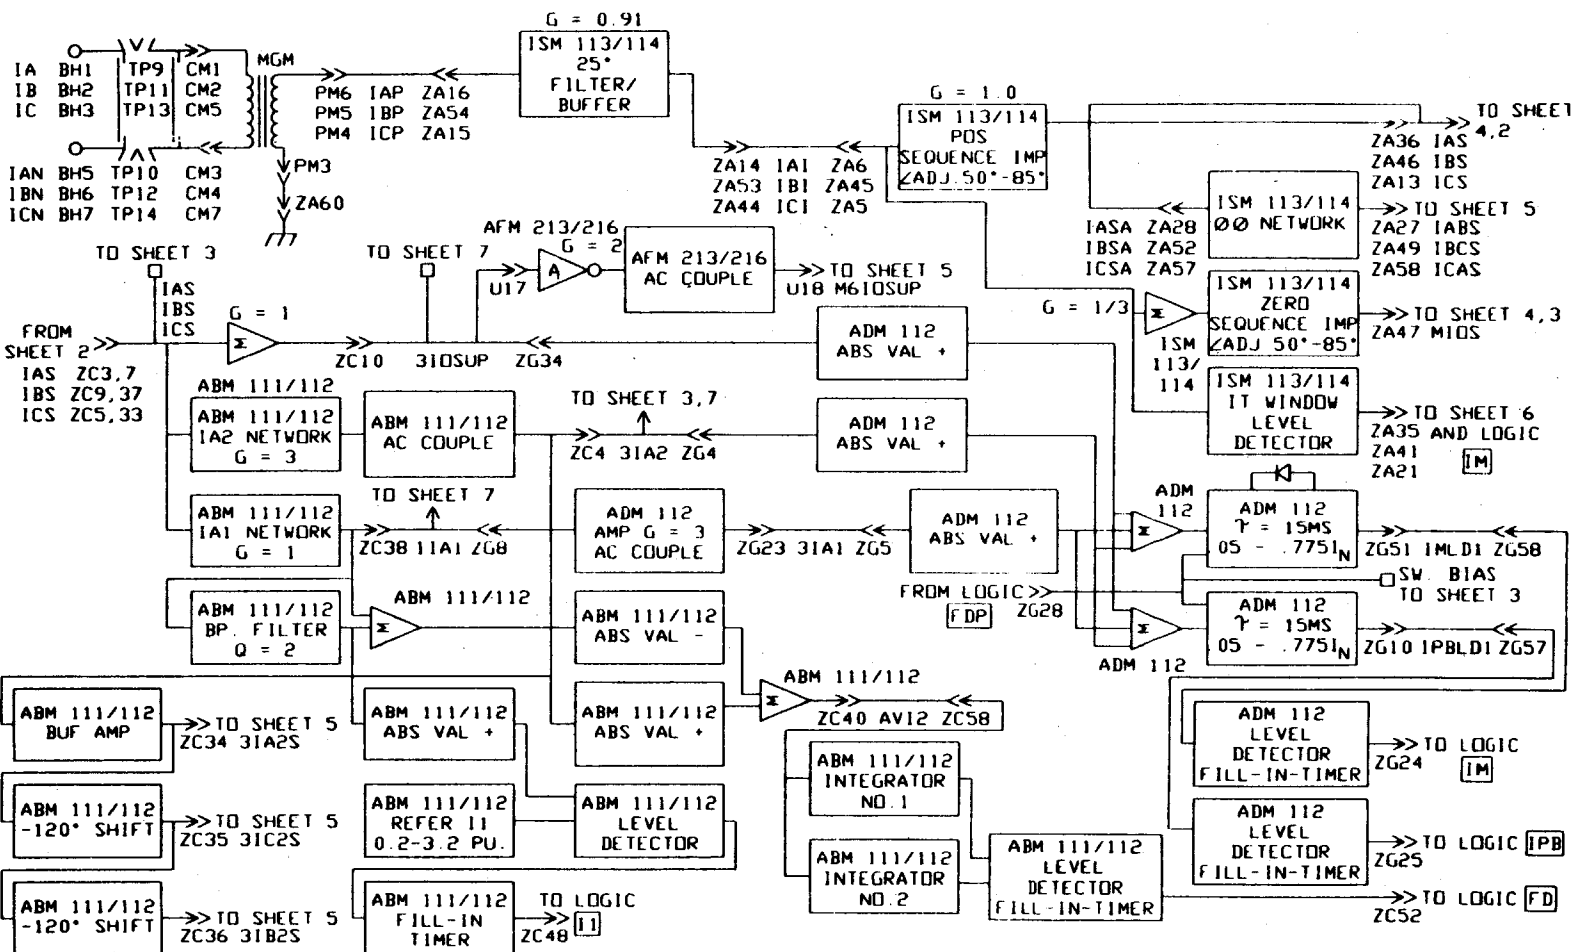 G = 0.91
ISM 113/114
25°
FILTER/
BUFFER
IA BH1 TP9 CM1
IB BH2 TP11 CM2
IC BH3 TP13 CM5
MGM
PM6 IAP ZA16
PM5 IBP ZA54
PM4 ICP ZA15
IAN BH5 TP10 CM3
IBN BH6 TP12 CM4
ICN BH7 TP14 CM7
PM3
ZA60
G = 1.0
ISM 113/114
POS
SEQUENCE IMP
∠ADJ.50°-85°
ZA14 IAI ZA6
ZA53 IBI ZA45
ZA44 ICI ZA5
TO SHEET
4,2
ZA36 IAS
ZA46 IBS
ZA13 ICS
ISM 113/114
ØØ NETWORK
IASA ZA28
IBSA ZA52
ICSA ZA57
TO SHEET 5
ZA27 IABS
ZA49 IBCS
ZA58 ICAS
G = 1/3
Σ
ISM
113/
114
ISM 113/114
ZERO
SEQUENCE IMP
∠ADJ 50°-85°
TO SHEET 4,3
ZA47 MIOS
ISM 113/114
IT WINDOW
LEVEL
DETECTOR
TO SHEET 6
ZA35 AND LOGIC
ZA41
ZA21
IM
TO SHEET 3
IAS
IBS
ICS
FROM
SHEET 2
IAS ZC3,7
IBS ZC9,37
ICS ZC5,33
G = 1
Σ
ABM 111/112
TO SHEET 7
ZC10 3IOSUP ZG34
AFM 213/216
G = 2
U17
A
AFM 213/216
AC COUPLE
TO SHEET 5
U18 M6IOSUP
ADM 112
ABS VAL +
ABM 111/112
IA2 NETWORK
G = 3
ABM 111/112
AC COUPLE
TO SHEET 3,7
ZC4 3IA2 ZG4
ADM 112
ABS VAL +
ABM 111/112
IA1 NETWORK
G = 1
TO SHEET 7
ZC38 IIA1 ZG8
ADM 112
AMP G = 3
AC COUPLE
ZG23 3IA1 ZG5
ADM 112
ABS VAL +
ADM
112
Σ
ADM 112
τ = 15MS
05 - .775IN
ZG51 IMLD1 ZG58
SW. BIAS
TO SHEET 3
FROM LOGIC
FDP
ZG28
Σ
ADM 112
ADM 112
τ = 15MS
05 - .775IN
ZG10 IPBLD1 ZG57
ABM 111/112
BP. FILTER
Q = 2
Σ
ABM 111/112
ABM 111/112
ABS VAL -
ABM 111/112
BUF AMP
TO SHEET 5
ZC34 3IA2S
ABM 111/112
ABS VAL +
ABM 111/112
ABS VAL +
ABM 111/112
Σ
ZC40 AV12 ZC58
ABM 111/112
-120° SHIFT
TO SHEET 5
ZC35 3IC2S
ABM 111/112
REFER I1
0.2-3.2 PU.
ABM 111/112
LEVEL
DETECTOR
ABM 111/112
INTEGRATOR
NO.1
ABM 111/112
INTEGRATOR
NO.2
ABM 111/112
LEVEL
DETECTOR
FILL-IN-TIMER
ADM 112
LEVEL
DETECTOR
FILL-IN-TIMER
TO LOGIC
ZG24
IM
ADM 112
LEVEL
DETECTOR
FILL-IN-TIMER
TO LOGIC IPB
ZG25
TO LOGIC FD
ZC52
ABM 111/112
-120° SHIFT
TO SHEET 5
ZC36 3IB2S
ABM 111/112
FILL-IN
TIMER
TO LOGIC
I1
ZC48